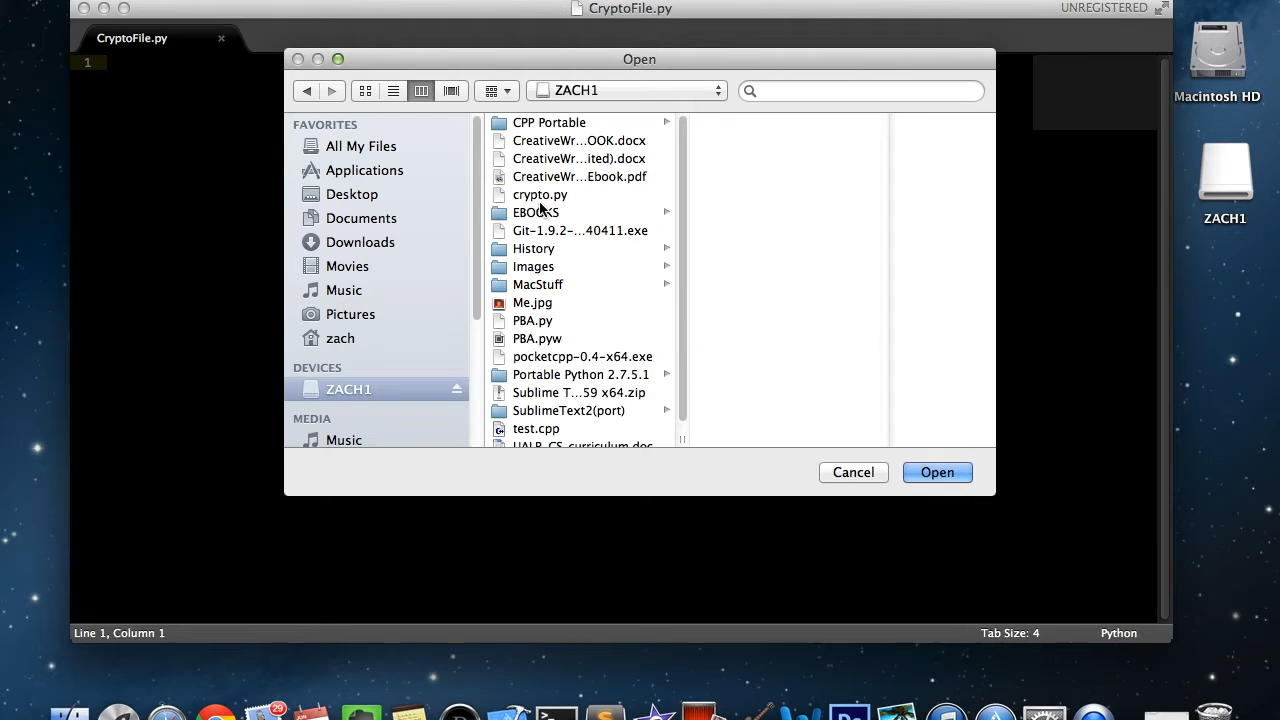 CryptoFile.py
UNREGISTERED
CryptoFile.py ×
1
Open
ZACH1
FAVORITES
All My Files
Applications
Desktop
Documents
Downloads
Movies
Music
Pictures
zach
DEVICES
ZACH1
MEDIA
Music
CPP Portable
CreativeWr...OOK.docx
CreativeWr...ited).docx
CreativeWr...Ebook.pdf
crypto.py
EBOOKS
Git-1.9.2-...40411.exe
History
Images
MacStuff
Me.jpg
PBA.py
PBA.pyw
pocketcpp-0.4-x64.exe
Portable Python 2.7.5.1
Sublime T...59 x64.zip
SublimeText2(port)
test.cpp
UALR_CS_curriculum.doc
Cancel
Open
Macintosh HD
ZACH1
Line 1, Column 1
Tab Size: 4
Python
29